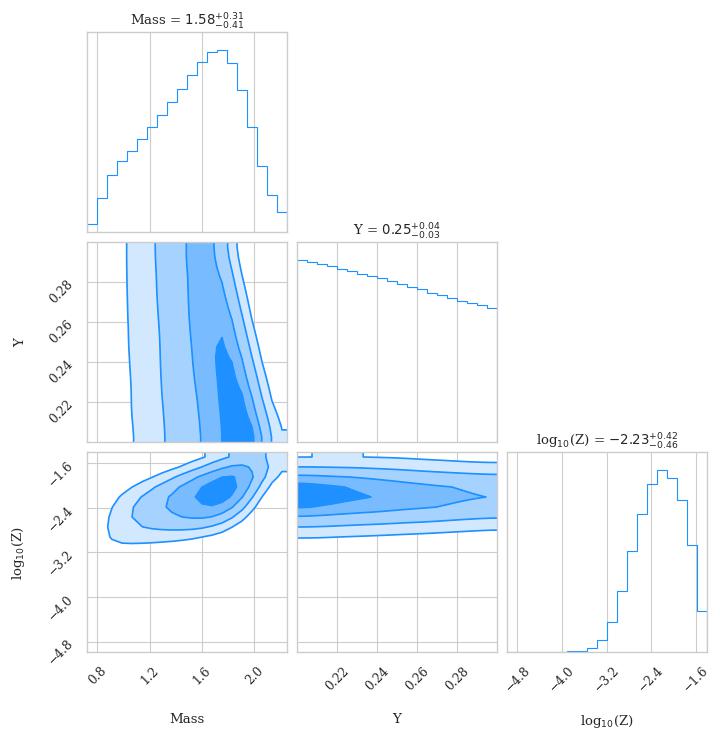 Mass = 1.58+0.31−0.41
Y = 0.25+0.04−0.03
0.28
0.26
0.24
0.22
Y
log10(Z) = −2.23+0.42−0.46
−1.6
−2.4
−3.2
−4.0
−4.8
log10(Z)
0.8 1.2 1.6 2.0
0.22 0.24 0.26 0.28
−4.8 −4.0 −3.2 −2.4 −1.6
Mass Y log10(Z)